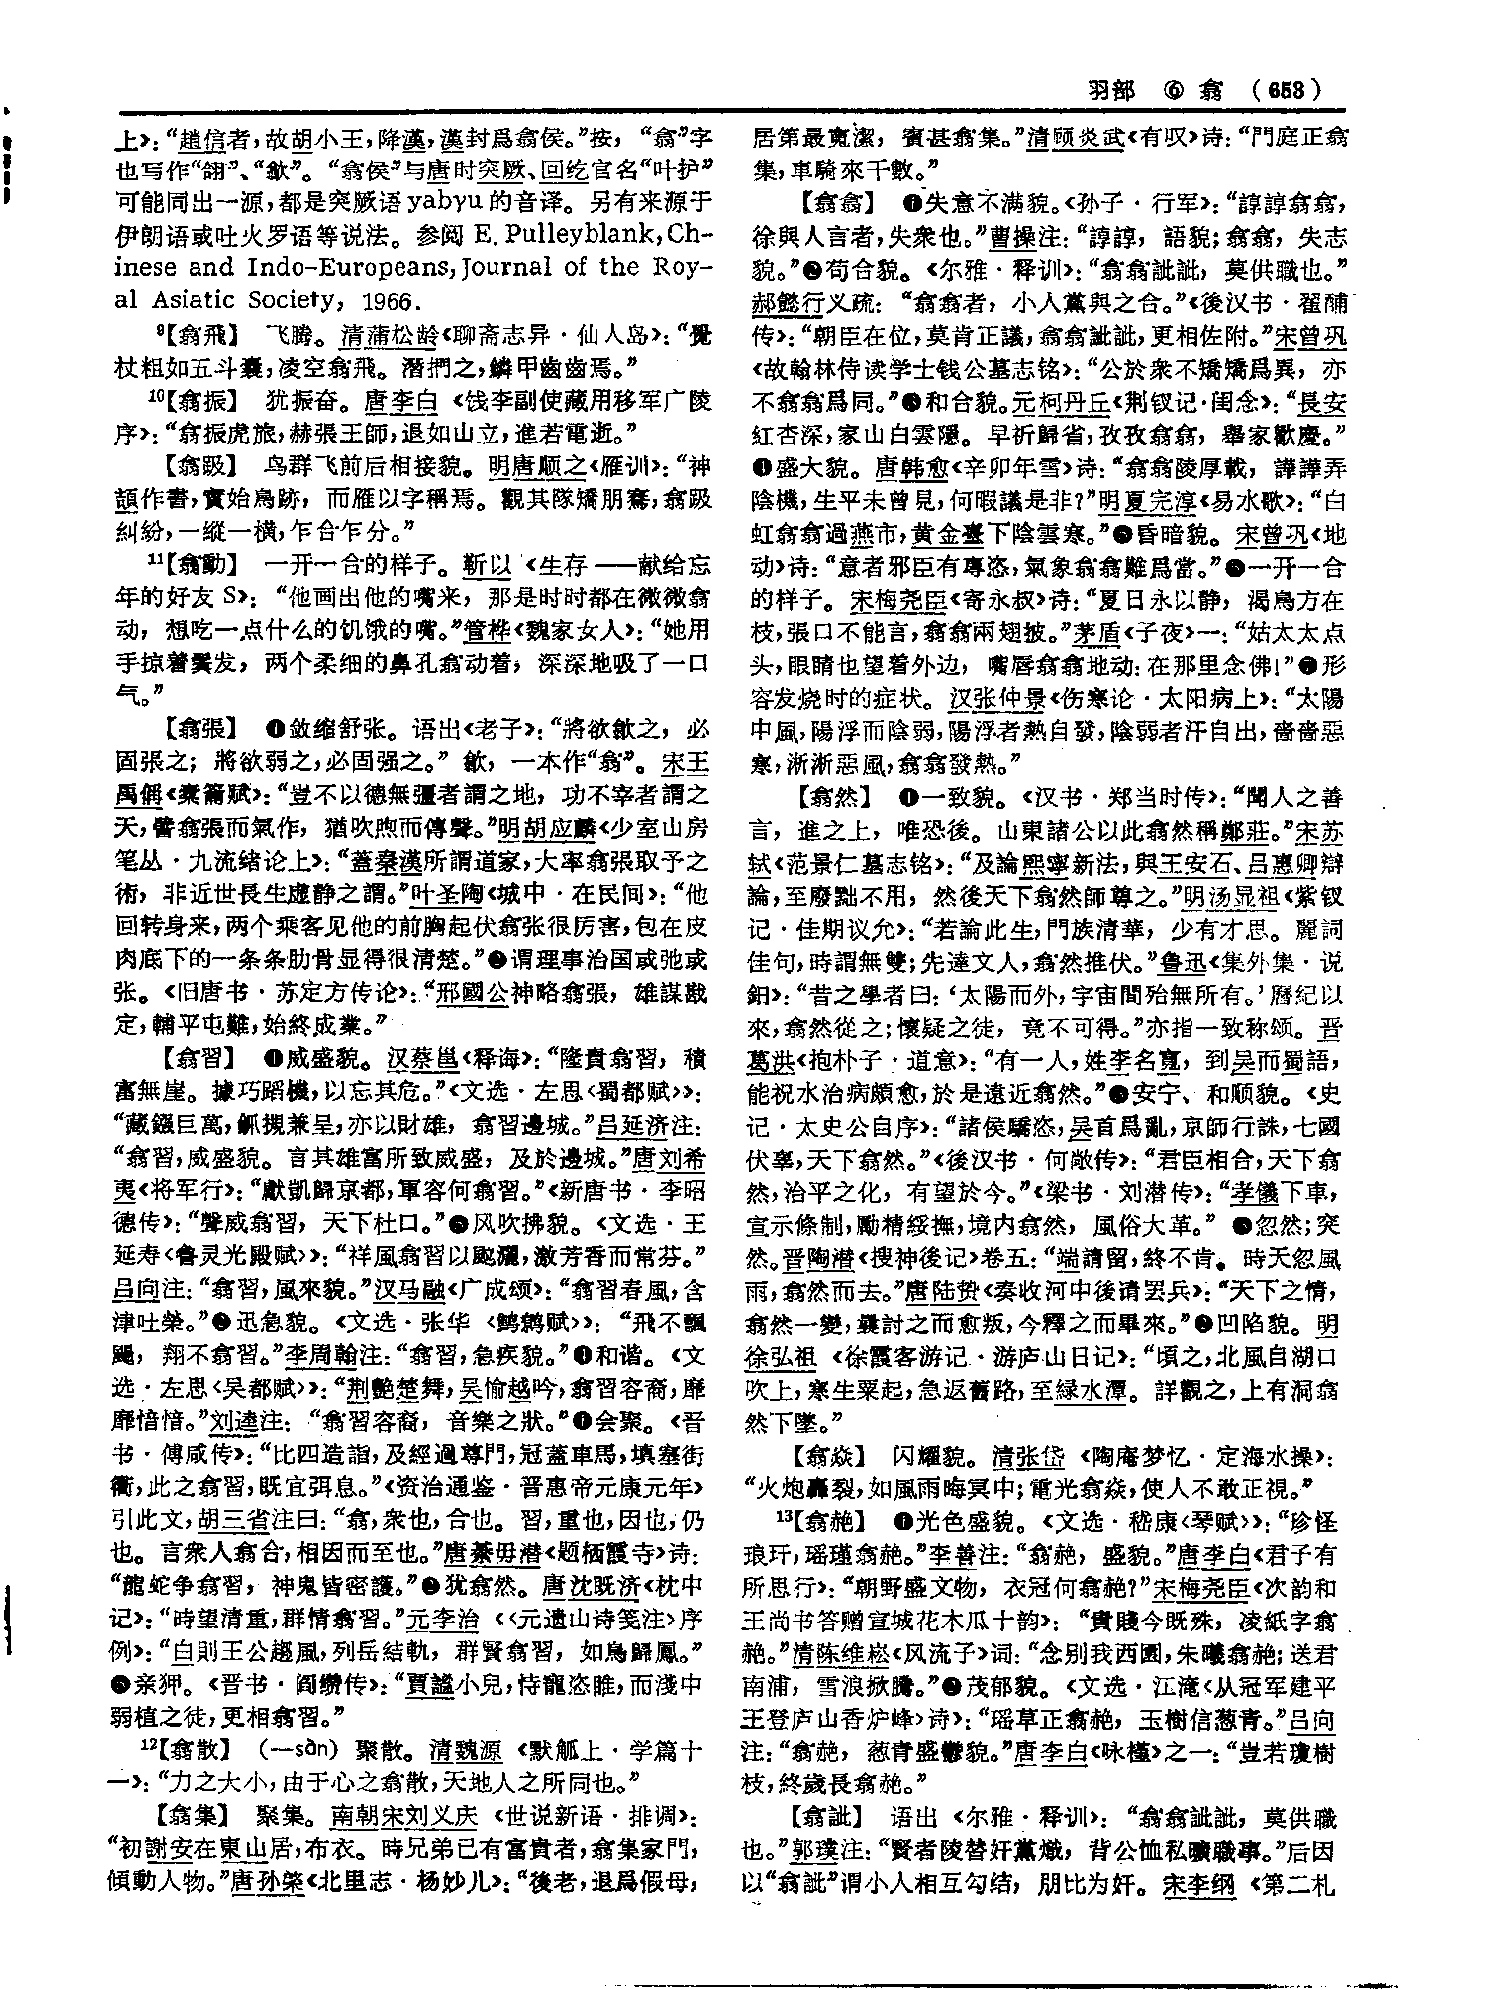 羽部 ⑥ 翕 (653)
上》：“趙信者，故胡小王，降漢，漢封爲翕侯。”按，“翕”字
也写作“翖”、“歙”。“翕侯”与唐时突厥、回纥官名“叶护”
可能同出一源，都是突厥语yabɣu的音译。另有来源于
伊朗语或吐火罗语等说法。参阅 E. Pulleyblank, Ch-
inese and Indo-Europeans, Journal of the Roy-
al Asiatic Society, 1966.
⁹【翕飛】 飞腾。清蒲松龄《聊斋志异·仙人岛》：“覺
杖粗如五斗囊，凌空翕飛。潛捫之，鱗甲齒齒焉。”
¹⁰【翕振】 犹振奋。唐李白《饯李副使藏用移军广陵
序》：“翕振虎旅，赫張王師，退如山立，進若電逝。”
【翕趿】 鸟群飞前后相接貌。明唐顺之《雁训》：“神
頡作書，實始鳥跡，而雁以字稱焉。觀其隊矯朋騫，翕趿
糾紛，一縱一横，乍合乍分。”
¹¹【翕動】 一开一合的样子。靳以《生存——献给忘
年的好友S》：“他画出他的嘴来，那是时时都在微微翕
动，想吃一点什么的饥饿的嘴。”管桦《魏家女人》：“她用
手掠着鬓发，两个柔细的鼻孔翕动着，深深地吸了一口
气。”
【翕張】 ❶敛缩舒张。语出《老子》：“將欲歙之，必
固張之；將欲弱之，必固强之。”歙，一本作“翕”。宋王
禹偁《橐籥赋》：“豈不以德無彊者謂之地，功不宰者謂之
天，譬翕張而氣作，猶吹煦而傳聲。”明胡应麟《少室山房
笔丛·九流绪论上》：“蓋秦漢所謂道家，大率翕張取予之
術，非近世長生虚静之謂。”叶圣陶《城中·在民间》：“他
回转身来，两个乘客见他的前胸起伏翕张很厉害，包在皮
肉底下的一条条肋骨显得很清楚。”❷谓理事治国或弛或
张。《旧唐书·苏定方传论》：“邢國公神略翕張，雄謀戡
定，輔平屯難，始終成業。”
【翕習】 ❶威盛貌。汉蔡邕《释诲》：“隆貴翕習，積
富無崖。據巧蹈機，以忘其危。”《文选·左思〈蜀都赋〉》：
“藏鏹巨萬，鈲摫兼呈，亦以財雄，翕習邊城。”吕延济注：
“翕習，威盛貌。言其雄富所致威盛，及於邊城。”唐刘希
夷《将军行》：“獻凱歸京都，軍容何翕習。”《新唐书·李昭
德传》：“聲威翕習，天下杜口。”❷风吹拂貌。《文选·王
延寿〈鲁灵光殿赋〉》：“祥風翕習以颯灑，激芳香而常芬。”
吕向注：“翕習，風來貌。”汉马融《广成颂》：“翕習春風，含
津吐榮。”❸迅急貌。《文选·张华〈鹪鹩赋〉》：“飛不飄
颺，翔不翕習。”李周翰注：“翕習，急疾貌。”❹和谐。《文
选·左思〈吴都赋〉》：“荆艷楚舞，吴愉越吟，翕習容裔，靡
靡愔愔。”刘逵注：“翕習容裔，音樂之狀。”❺会聚。《晋
书·傅咸传》：“比四造詣，及經過尊門，冠蓋車馬，填塞街
衢，此之翕習，既宜弭息。”《资治通鉴·晋惠帝元康元年》
引此文，胡三省注曰：“翕，衆也，合也。習，重也，因也，仍
也。言衆人翕合，相因而至也。”唐綦毋潜《题栖霞寺》诗：
“龍蛇争翕習，神鬼皆密護。”❻犹翕然。唐沈既济《枕中
记》：“時望清重，群情翕習。”元李治《〈元遗山诗笺注〉序
例》：“自則王公趨風，列岳結軌，群賢翕習，如鳥歸鳳。”
❼亲狎。《晋书·阎缵传》：“賈謐小兒，恃寵恣睢，而淺中
弱植之徒，更相翕習。”
¹²【翕散】 （—sàn）聚散。清魏源《默觚上·学篇十
一》：“力之大小，由于心之翕散，天地人之所同也。”
【翕集】 聚集。南朝宋刘义庆《世说新语·排调》：
“初謝安在東山居，布衣。時兄弟已有富貴者，翕集家門，
傾動人物。”唐孙棨《北里志·杨妙儿》：“後老，退爲假母，
居第最寬潔，賓甚翕集。”清顾炎武《有叹》诗：“門庭正翕
集，車騎來千數。”
【翕翕】 ❶失意不满貌。《孙子·行军》：“諄諄翕翕，
徐與人言者，失衆也。”曹操注：“諄諄，語貌；翕翕，失志
貌。”❷苟合貌。《尔雅·释训》：“翕翕訿訿，莫供職也。”
郝懿行义疏：“翕翕者，小人黨與之合。”《後汉书·翟酺
传》：“朝臣在位，莫肯正議，翕翕訿訿，更相佐附。”宋曾巩
《故翰林侍读学士钱公墓志铭》：“公於衆不矯矯爲異，亦
不翕翕爲同。”❸和合貌。元柯丹丘《荆钗记·闺念》：“長安
紅杏深，家山白雲隱。早祈歸省，孜孜翕翕，舉家歡慶。”
❹盛大貌。唐韩愈《辛卯年雪》诗：“翕翕陵厚載，譁譁弄
陰機，生平未曾見，何暇議是非？”明夏完淳《易水歌》：“白
虹翕翕過燕市，黄金臺下陰雲寒。”❺昏暗貌。宋曾巩《地
动》诗：“意者邪臣有專恣，氣象翕翕難爲當。”❻一开一合
的样子。宋梅尧臣《寄永叔》诗：“夏日永以静，渴鳥方在
枝，張口不能言，翕翕兩翅披。”茅盾《子夜》一：“姑太太点
头，眼睛也望着外边，嘴唇翕翕地动：在那里念佛！”❼形
容发烧时的症状。汉张仲景《伤寒论·太阳病上》：“太陽
中風，陽浮而陰弱，陽浮者熱自發，陰弱者汗自出，嗇嗇惡
寒，淅淅惡風，翕翕發熱。”
【翕然】 ❶一致貌。《汉书·郑当时传》：“聞人之善
言，進之上，唯恐後。山東諸公以此翕然稱鄭莊。”宋苏
轼《范景仁墓志铭》：“及論熙寧新法，與王安石、吕惠卿辯
論，至廢黜不用，然後天下翕然師尊之。”明汤显祖《紫钗
记·佳期议允》：“若論此生，門族清華，少有才思。麗詞
佳句，時謂無雙；先達文人，翕然推伏。”鲁迅《集外集·说
鈤》：“昔之學者曰：‘太陽而外，宇宙間殆無所有。’曆紀以
來，翕然從之；懷疑之徒，竟不可得。”亦指一致称颂。晋
葛洪《抱朴子·道意》：“有一人，姓李名寬，到吴而蜀語，
能祝水治病頗愈，於是遠近翕然。”❷安宁、和顺貌。《史
记·太史公自序》：“諸侯驕恣，吴首爲亂，京師行誅，七國
伏辜，天下翕然。”《後汉书·何敞传》：“君臣相合，天下翕
然，治平之化，有望於今。”《梁书·刘潜传》：“孝儀下車，
宣示條制，勵精綏撫，境内翕然，風俗大革。” ❸忽然；突
然。晋陶潜《搜神後记》卷五：“端請留，終不肯。時天忽風
雨，翕然而去。”唐陆贽《奏收河中後请罢兵》：“天下之情，
翕然一變，曩討之而愈叛，今釋之而畢來。”❹凹陷貌。明
徐弘祖《徐霞客游记·游庐山日记》：“頃之，北風自湖口
吹上，寒生粟起，急返舊路，至緑水潭。詳觀之，上有洞翕
然下墜。”
【翕焱】 闪耀貌。清张岱《陶庵梦忆·定海水操》：
“火炮轟裂，如風雨晦冥中；電光翕焱，使人不敢正視。”
¹³【翕赩】 ❶光色盛貌。《文选·嵇康〈琴赋〉》：“珍怪
琅玕，瑶瑾翕赩。”李善注：“翕赩，盛貌。”唐李白《君子有
所思行》：“朝野盛文物，衣冠何翕赩？”宋梅尧臣《次韵和
王尚书答赠宣城花木瓜十韵》：“貴賤今既殊，凌紙字翕
赩。”清陈维崧《风流子》词：“念别我西園，朱曦翕赩；送君
南浦，雪浪掀騰。”❷茂郁貌。《文选·江淹〈从冠军建平
王登庐山香炉峰〉诗》：“瑶草正翕赩，玉樹信葱青。”吕向
注：“翕赩，葱青盛鬱貌。”唐李白《咏槿》之一：“豈若瓊樹
枝，終歲長翕赩。”
【翕訿】 语出《尔雅·释训》：“翕翕訿訿，莫供職
也。”郭璞注：“賢者陵替奸黨熾，背公恤私曠職事。”后因
以“翕訿”谓小人相互勾结，朋比为奸。宋李纲《第二札